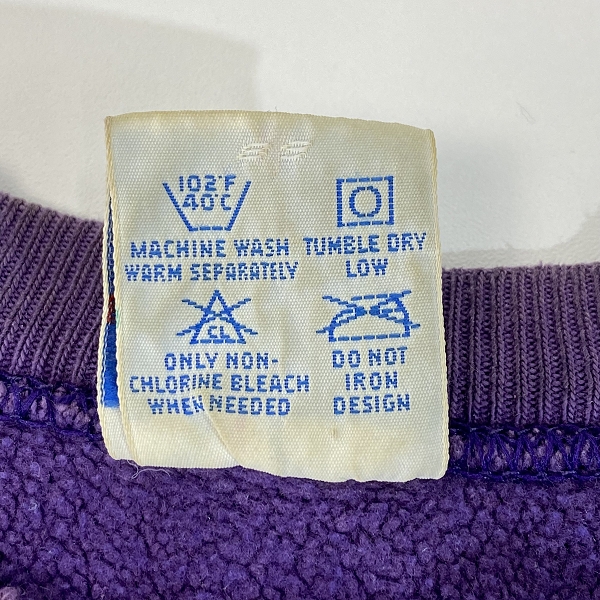 102°F
40°C
MACHINE WASH
WARM SEPARATELY
TUMBLE DRY
LOW
CL
ONLY NON-
CHLORINE BLEACH
WHEN NEEDED
DO NOT
IRON
DESIGN